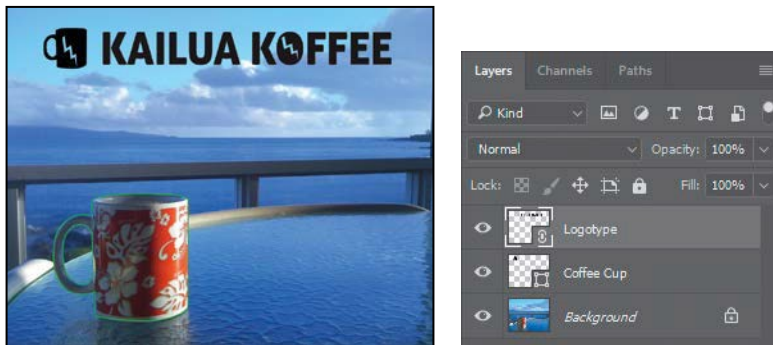 KAILUA KOFFEE
Layers Channels Paths
Kind
T
Normal Opacity: 100%
Lock: Fill: 100%
Logotype
Coffee Cup
Background